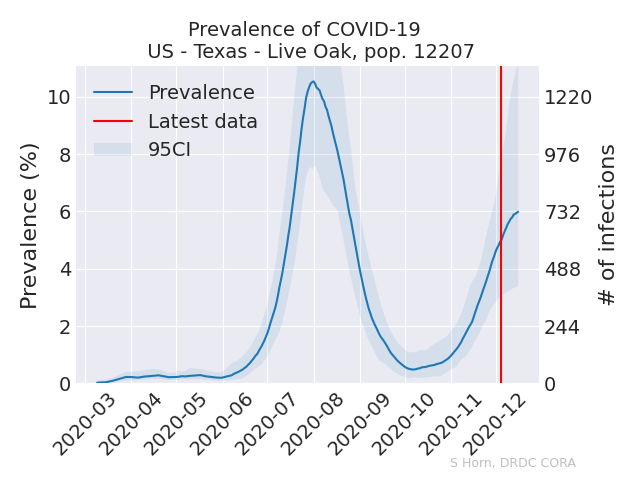 Prevalence of COVID-19
US - Texas - Live Oak, pop. 12207
Prevalence
Latest data
95CI
Prevalence (%)
10
8
6
4
2
0
1220
976
732
488
244
0
# of infections
2020-03
2020-04
2020-05
2020-06
2020-07
2020-08
2020-09
2020-10
2020-11
2020-12
S Horn, DRDC CORA